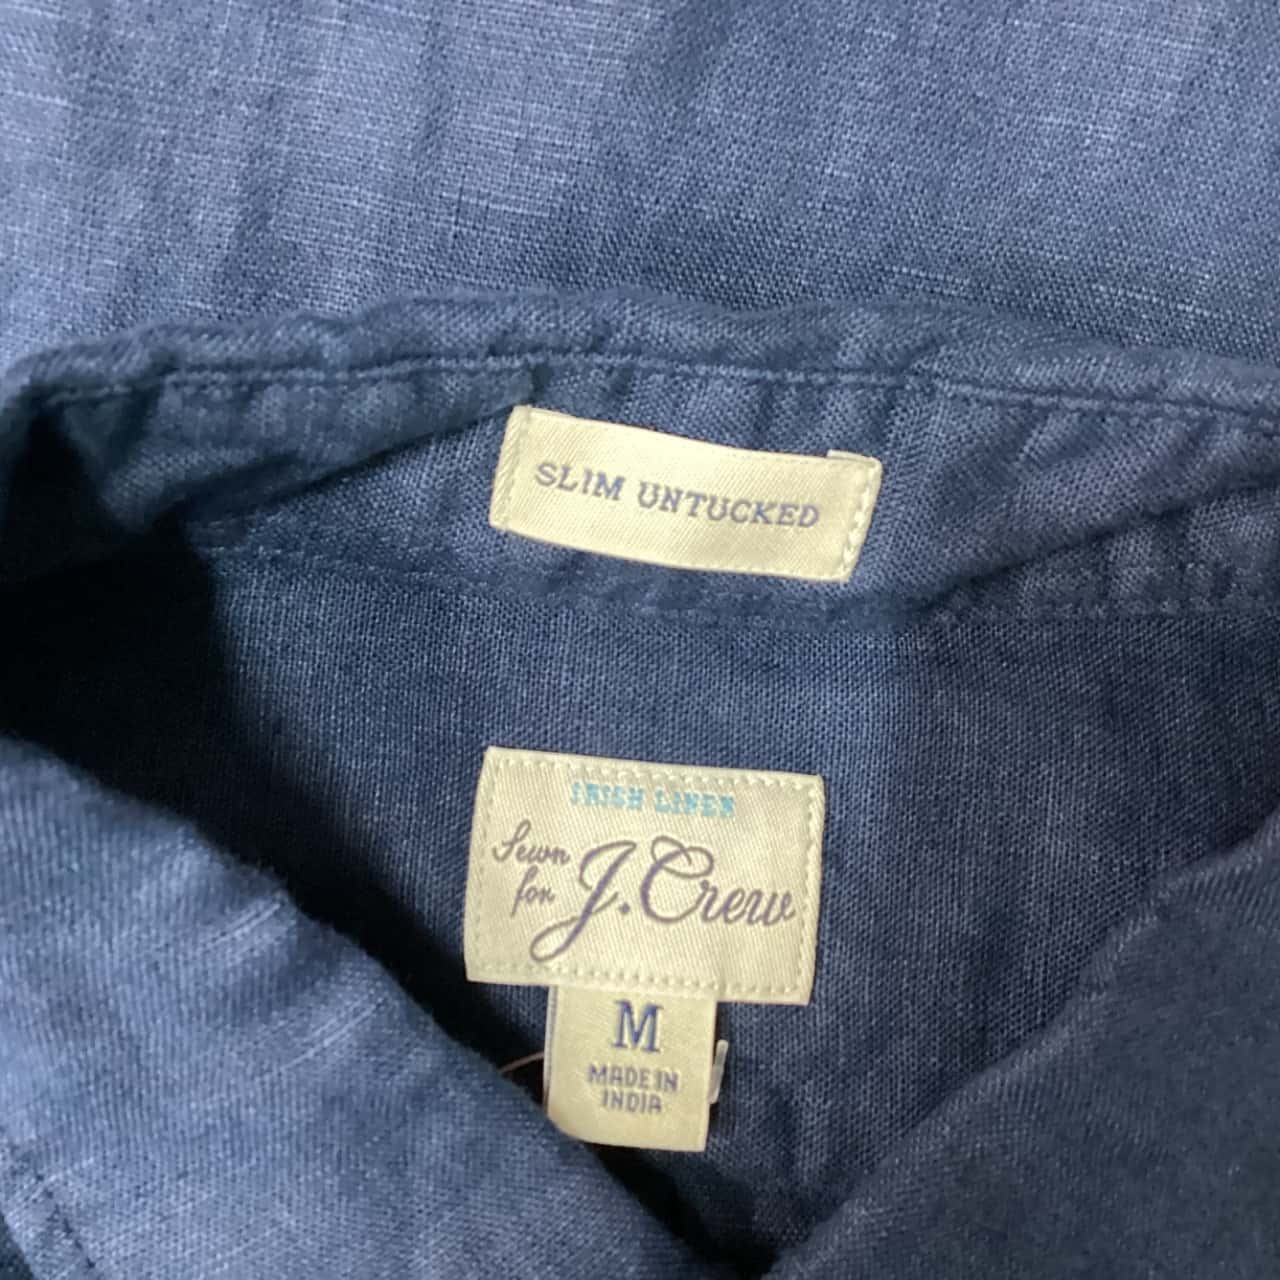 SLIM UNTUCKED
IRISH LINEN
Sewn for J.Crew
M
MADE IN
INDIA